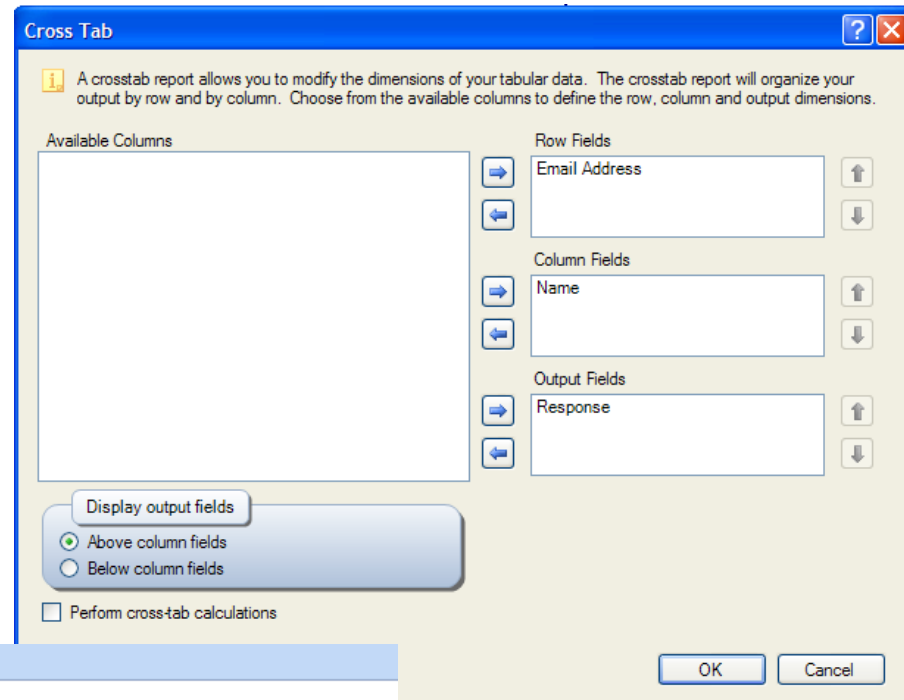 Cross Tab
A crosstab report allows you to modify the dimensions of your tabular data. The crosstab report will organize your
output by row and by column. Choose from the available columns to define the row, column and output dimensions.
Available Columns
Row Fields
Email Address
Column Fields
Name
Output Fields
Response
Display output fields
Above column fields
Below column fields
Perform cross-tab calculations
OK
Cancel